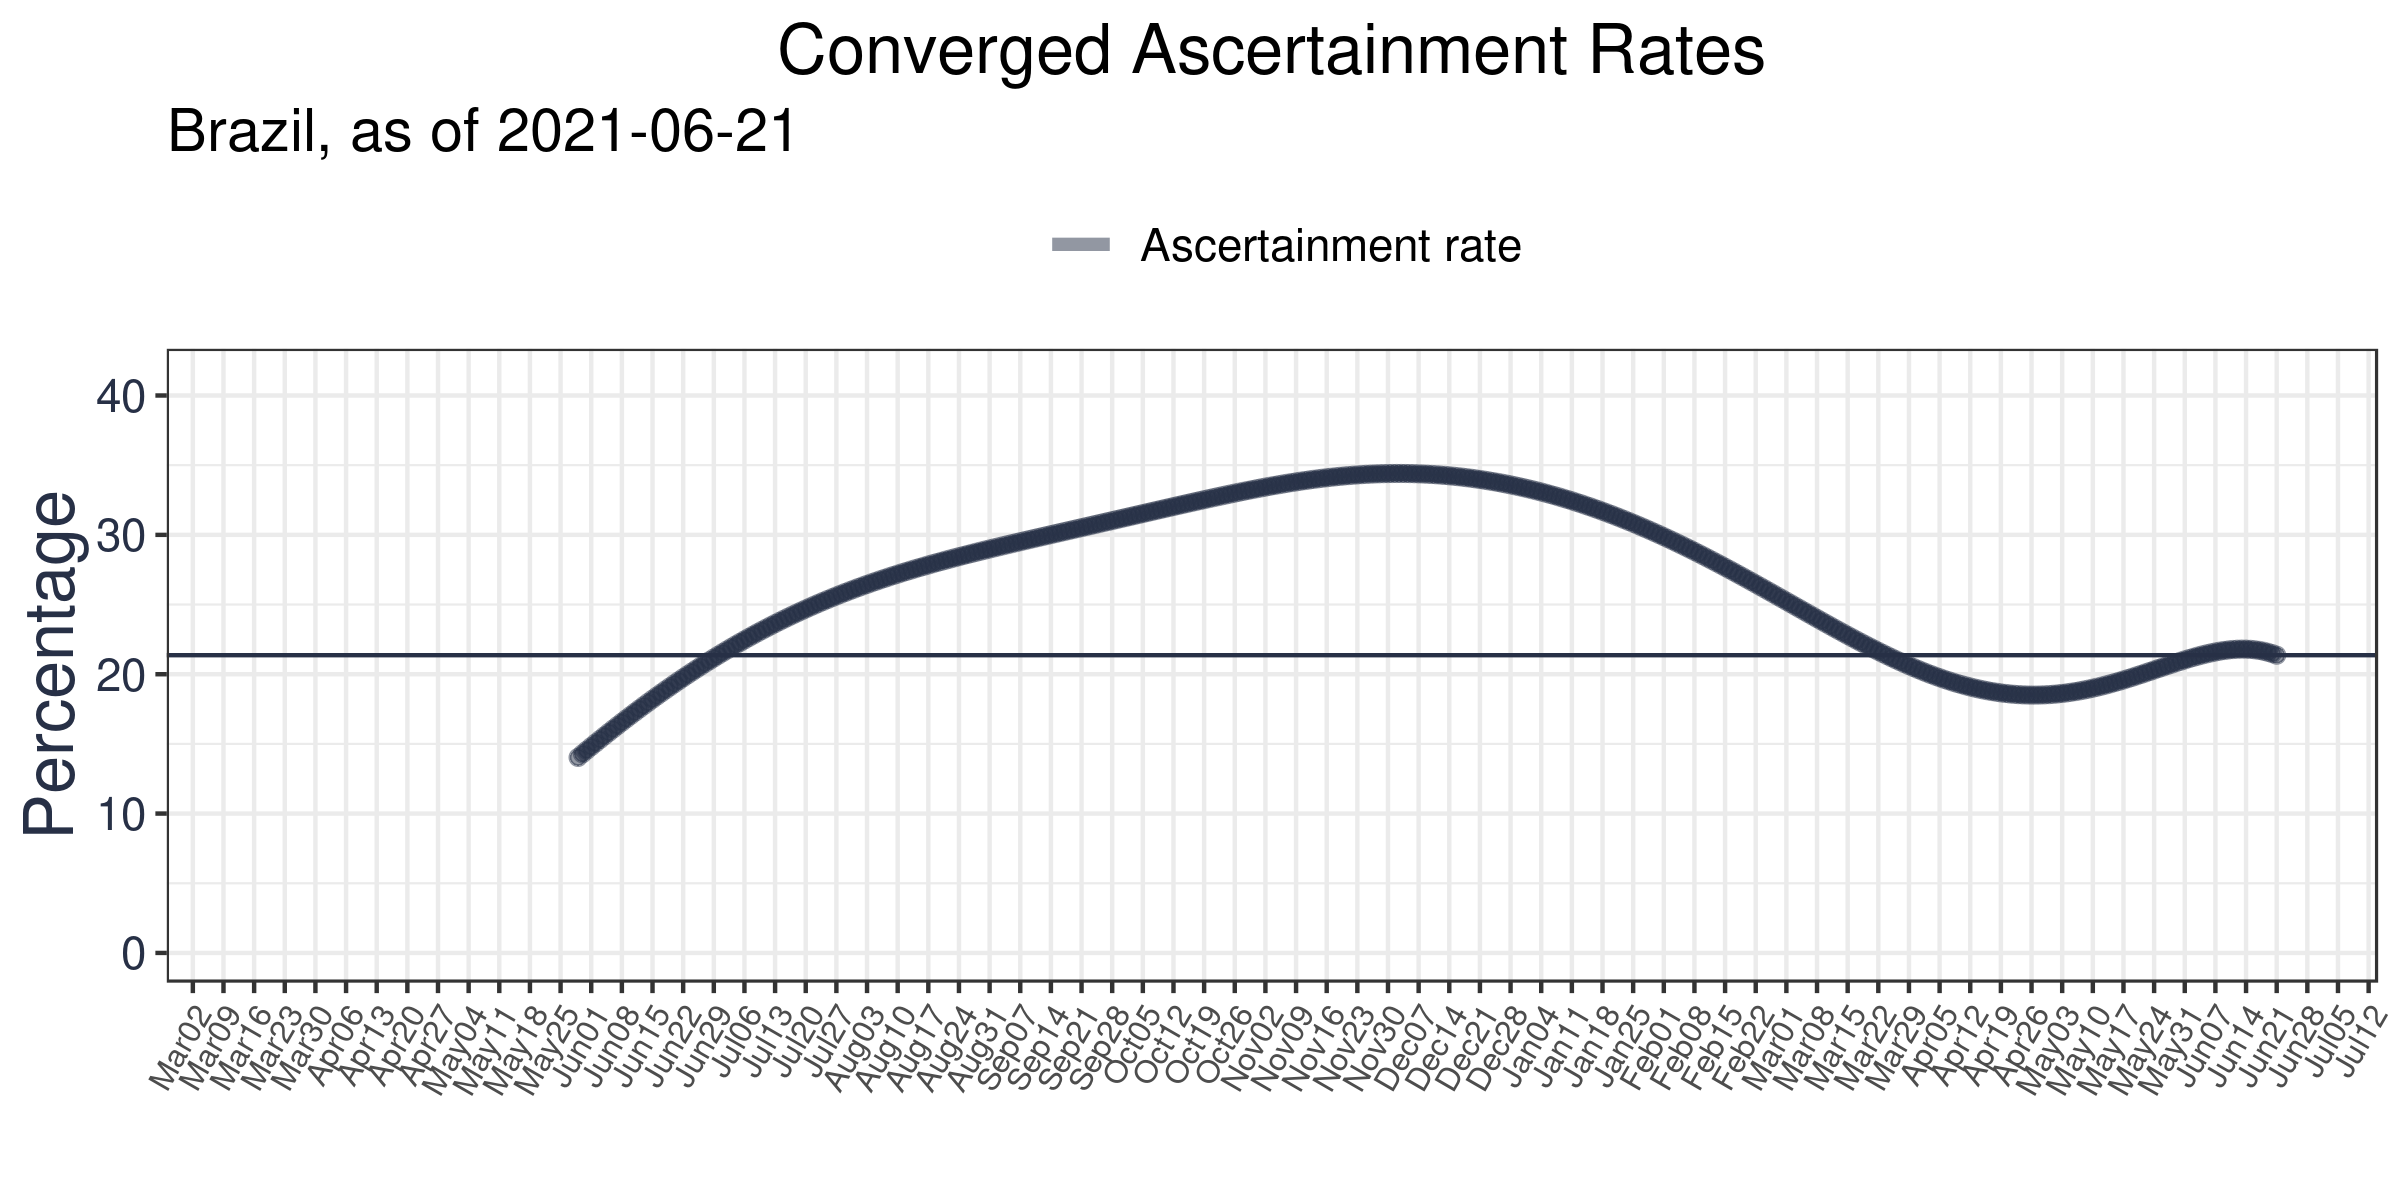 Converged Ascertainment Rates
Brazil, as of 2021-06-21
Ascertainment rate
Percentage
40
30
20
10
0
Mar02
Mar09
Mar16
Mar23
Mar30
Apr06
Apr13
Apr20
Apr27
May04
May11
May18
May25
Jun01
Jun08
Jun15
Jun22
Jun29
Jul06
Jul13
Jul20
Jul27
Aug03
Aug10
Aug17
Aug24
Aug31
Sep07
Sep14
Sep21
Sep28
Oct05
Oct12
Oct19
Oct26
Nov02
Nov09
Nov16
Nov23
Nov30
Dec07
Dec14
Dec21
Dec28
Jan04
Jan11
Jan18
Jan25
Feb01
Feb08
Feb15
Feb22
Mar01
Mar08
Mar15
Mar22
Mar29
Apr05
Apr12
Apr19
Apr26
May03
May10
May17
May24
May31
Jun07
Jun14
Jun21
Jun28
Jul05
Jul12